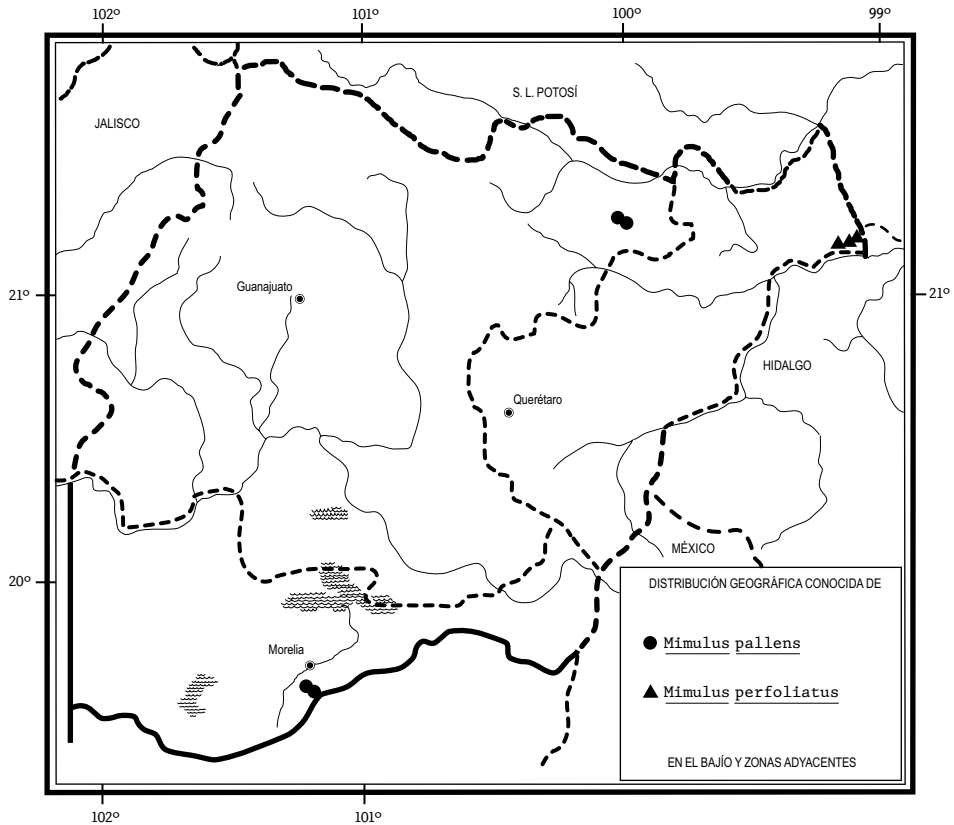 102º
101º
100º
99º
S. L. POTOSÍ
JALISCO
Guanajuato
21º
21º
HIDALGO
Querétaro
MÉXICO
20º
DISTRIBUCIÓN GEOGRÁFICA CONOCIDA DE
Mimulus pallens
Morelia
Mimulus perfoliatus
EN EL BAJÍO Y ZONAS ADYACENTES
102º
101º